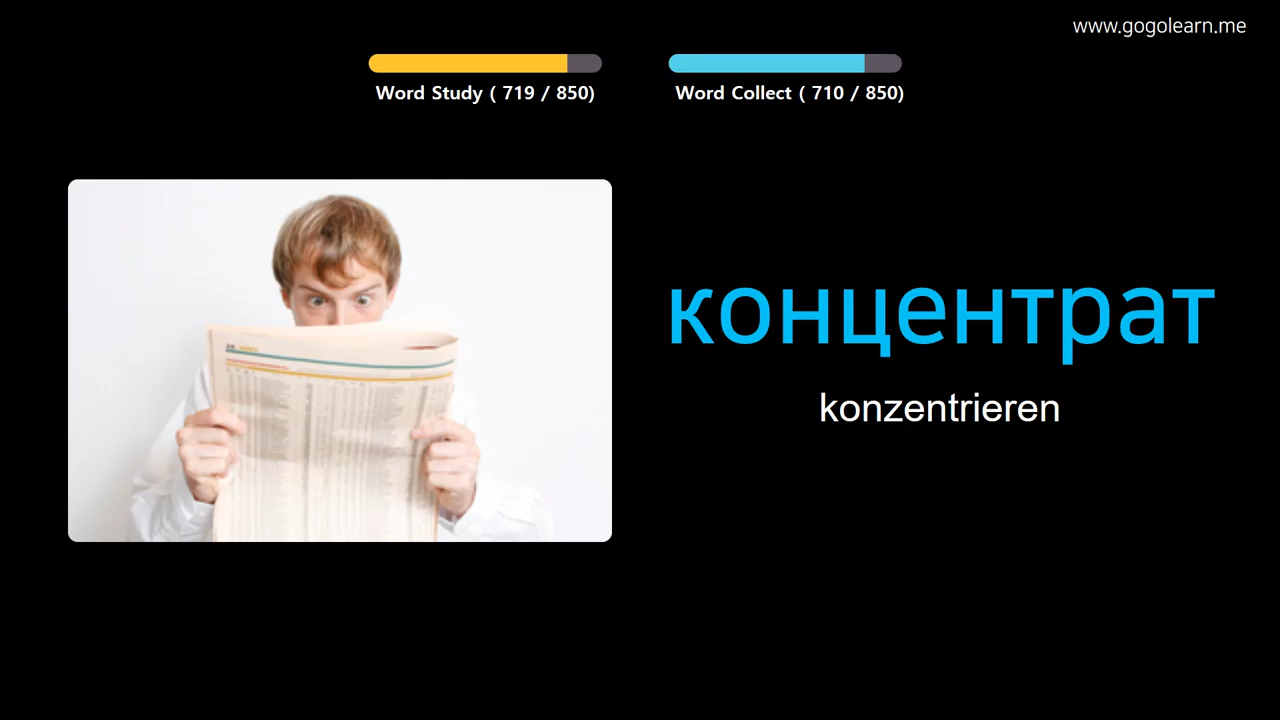 www.gogolearn.me
Word Study ( 719 / 850)
Word Collect ( 710 / 850)
концентрат
konzentrieren